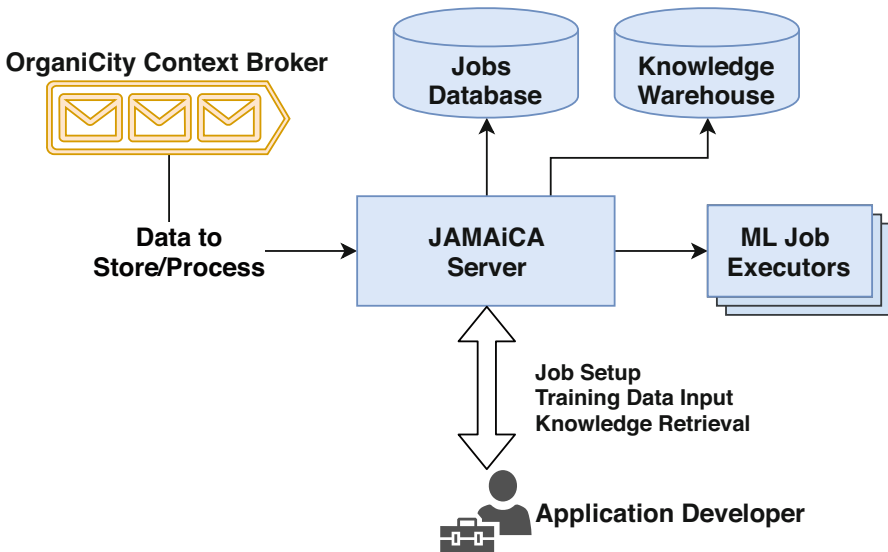 OrganiCity Context Broker
Jobs
Database
Knowledge
Warehouse
Data to
Store/Process
JAMAiCA
Server
ML Job
Executors
Job Setup
Training Data Input
Knowledge Retrieval
Application Developer